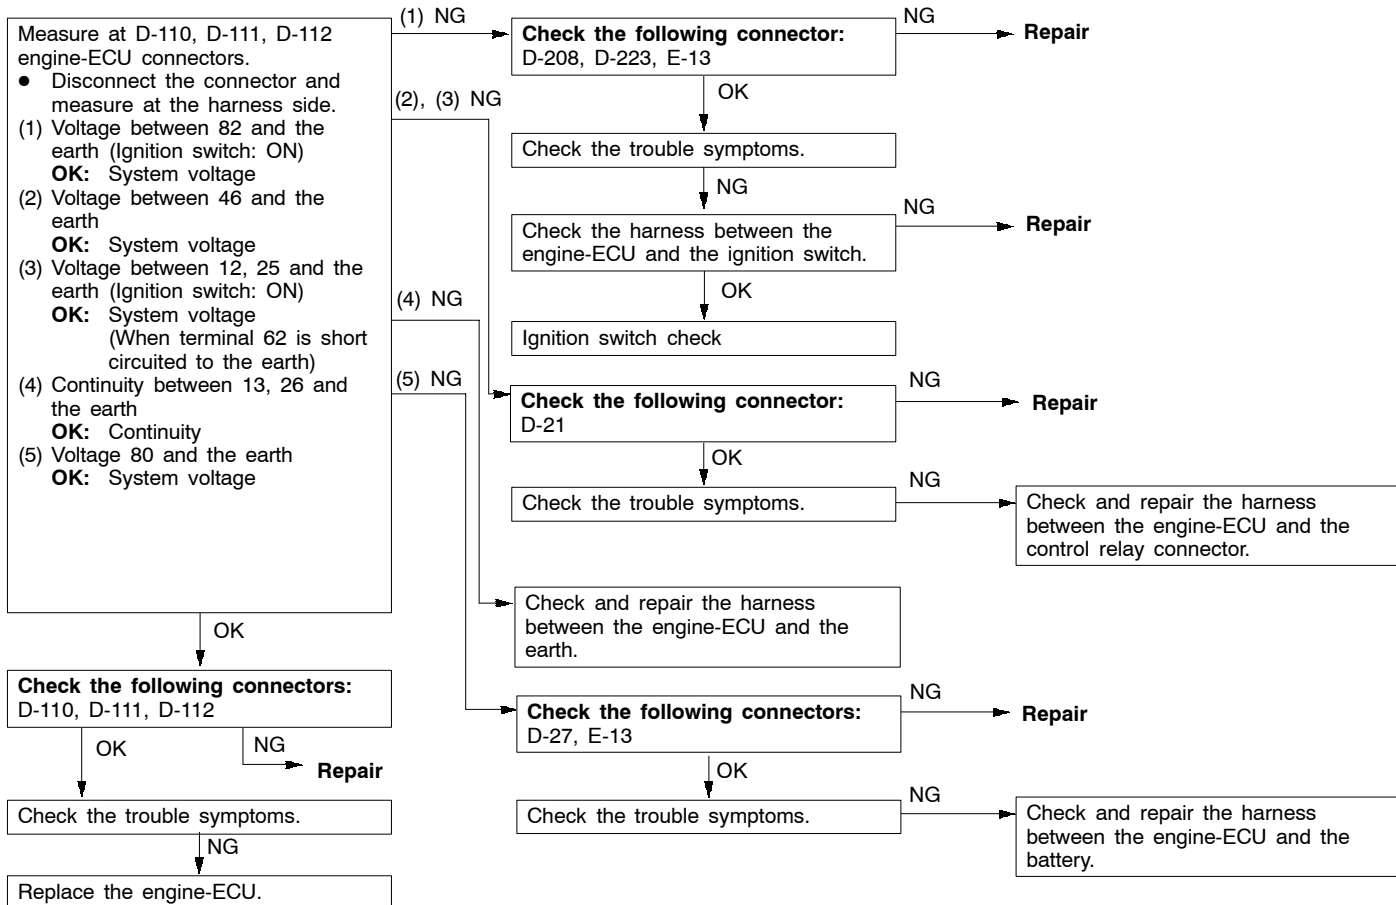 Measure at D-110, D-111, D-112
engine-ECU connectors.
● Disconnect the connector and
measure at the harness side.
(1) Voltage between 82 and the
earth (Ignition switch: ON)
OK: System voltage
(2) Voltage between 46 and the
earth
OK: System voltage
(3) Voltage between 12, 25 and the
earth (Ignition switch: ON)
OK: System voltage
(When terminal 62 is short
circuited to the earth)
(4) Continuity between 13, 26 and
the earth
OK: Continuity
(5) Voltage 80 and the earth
OK: System voltage
(1) NG
Check the following connector:
D-208, D-223, E-13
NG
Repair
OK
Check the trouble symptoms.
NG
Check the harness between the
engine-ECU and the ignition switch.
NG
Repair
OK
Ignition switch check
(2), (3) NG
Check the following connector:
D-21
NG
Repair
OK
Check the trouble symptoms.
NG
Check and repair the harness
between the engine-ECU and the
control relay connector.
(4) NG
Check and repair the harness
between the engine-ECU and the
earth.
(5) NG
Check the following connectors:
D-27, E-13
NG
Repair
OK
Check the trouble symptoms.
NG
Check and repair the harness
between the engine-ECU and the
battery.
OK
Check the following connectors:
D-110, D-111, D-112
OK
NG
Repair
Check the trouble symptoms.
NG
Replace the engine-ECU.